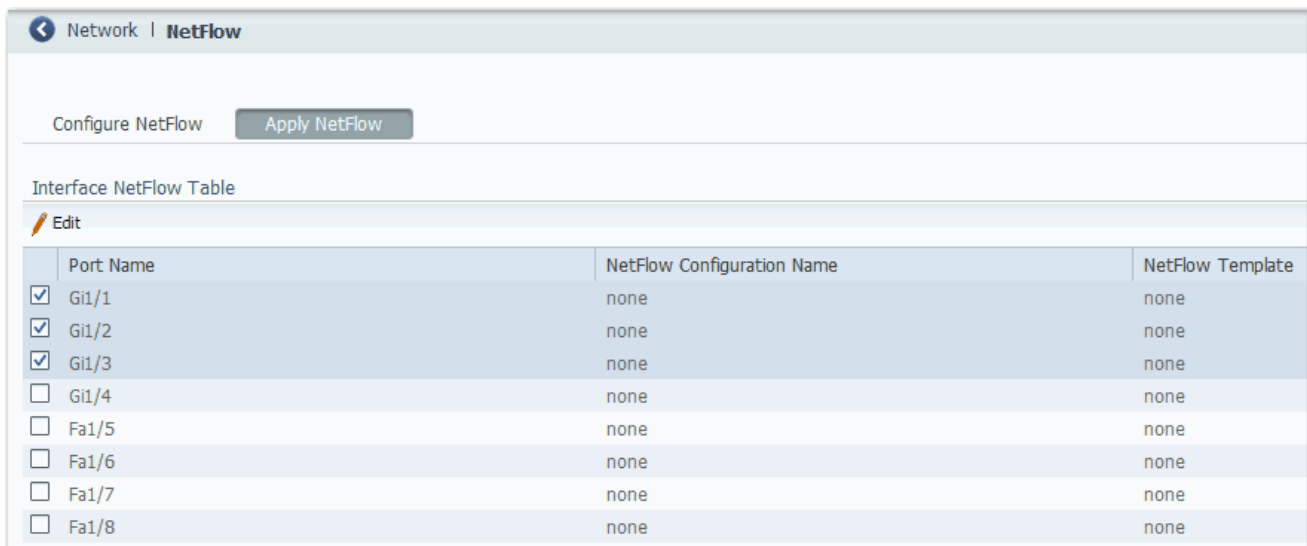 Network | NetFlow
Configure NetFlow Apply NetFlow
Interface NetFlow Table
Edit
Port Name NetFlow Configuration Name NetFlow Template
Gi1/1 none none
Gi1/2 none none
Gi1/3 none none
Gi1/4 none none
Fa1/5 none none
Fa1/6 none none
Fa1/7 none none
Fa1/8 none none